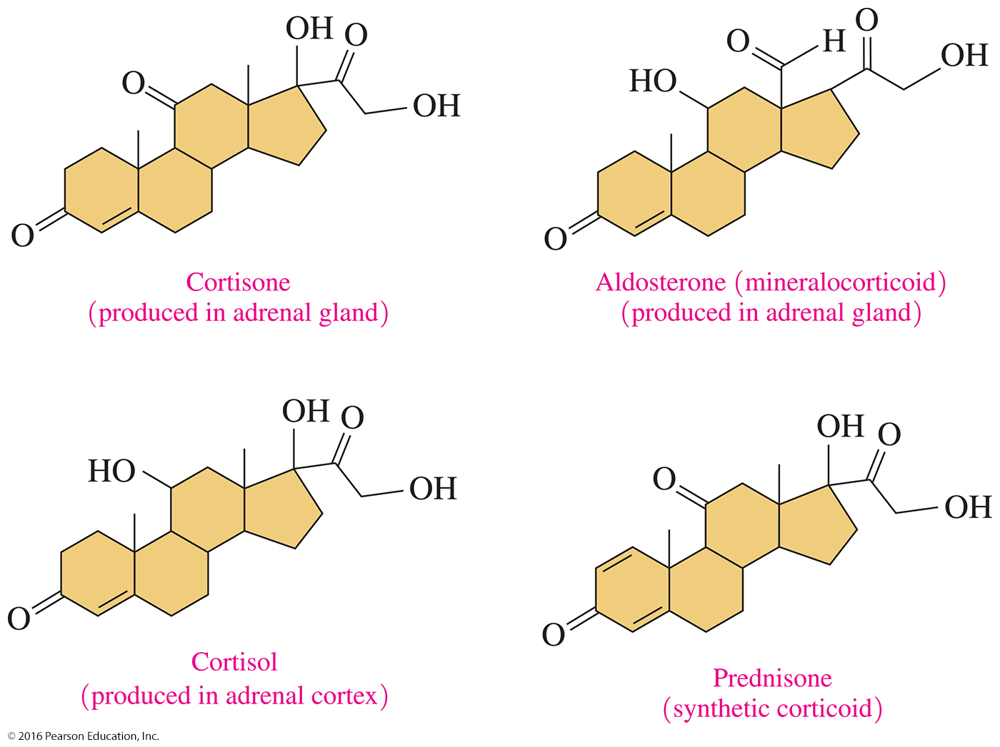 OH O
O
OH
O
Cortisone
(produced in adrenal gland)
O
O H
OH
HO
O
Aldosterone (mineralocorticoid)
(produced in adrenal gland)
OH O
HO
OH
O
Cortisol
(produced in adrenal cortex)
OH O
O
OH
O
Prednisone
(synthetic corticoid)
© 2016 Pearson Education, Inc.